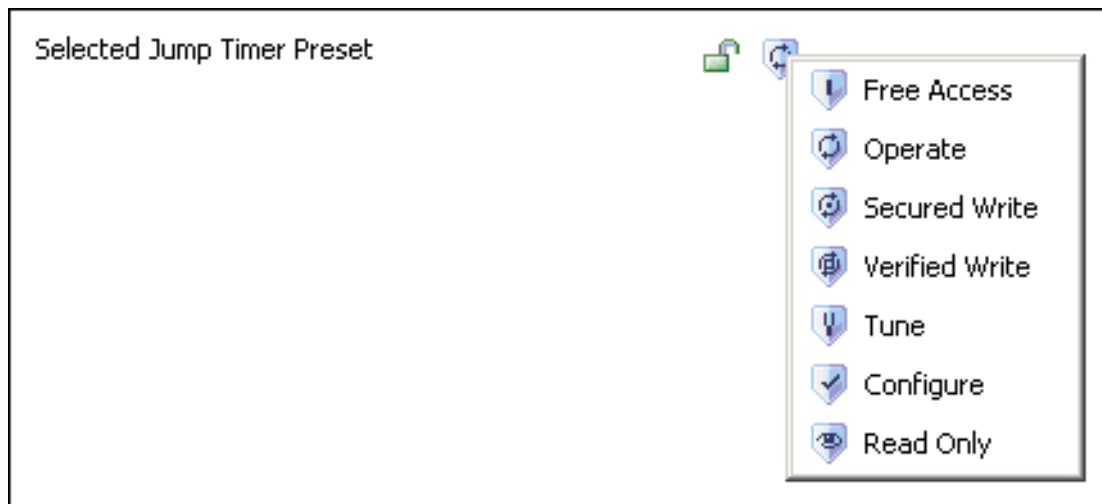 Selected Jump Timer Preset
Free Access
Operate
Secured Write
Verified Write
Tune
Configure
Read Only